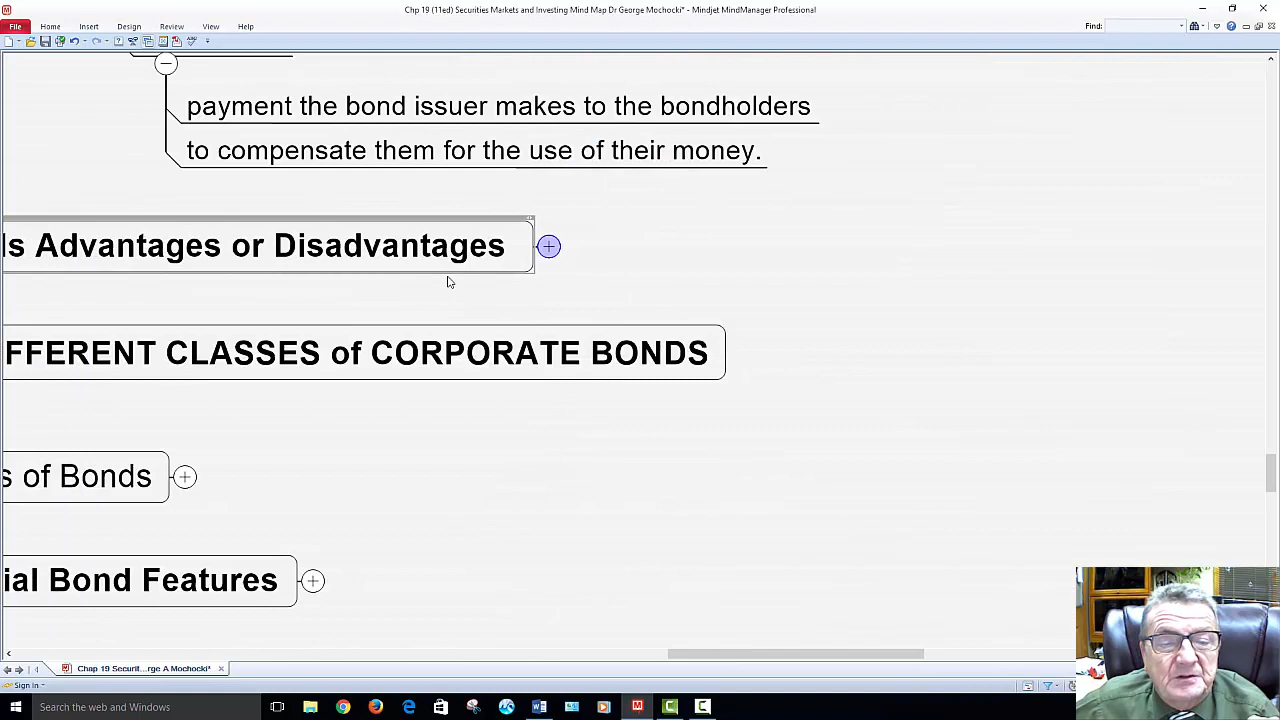 Chp 19 (11ed) Securities Markets and Investing Mind Map Dr George Mochocki* - Mindjet MindManager Professional
File Home Insert Design Review View Find:
payment the bond issuer makes to the bondholders
to compensate them for the use of their money.
ls Advantages or Disadvantages
FFERENT CLASSES of CORPORATE BONDS
s of Bonds
ial Bond Features
Chap 19 Securit...rge A Mochocki*
Sign In
Search the web and Windows